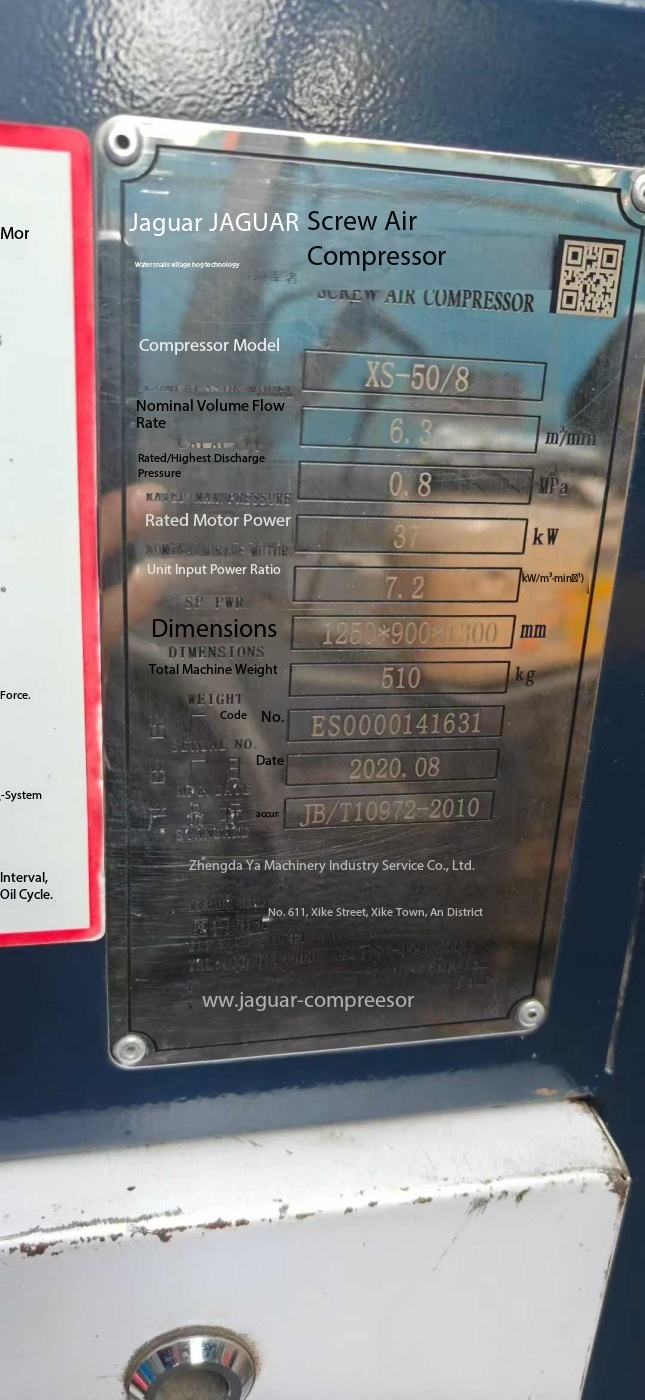 Mor
Force.
-System
Interval,
Oil Cycle.
Jaguar JAGUAR Screw Air
Compressor
Watersnails village hog technology
SCREW AIR COMPRESSOR
Compressor Model
XS-50/8
Nominal Volume Flow
Rate
6.3 m³/min
Rated/Highest Discharge
Pressure
0.8 MPa
RATED/MAX.PRESSURE
Rated Motor Power
37 kW
Unit Input Power Ratio
7.2 kW/m³·min
SP PWR
Dimensions
1250*900*1300 mm
DIMENSIONS
Total Machine Weight
510 kg
WEIGHT
Code No. ES0000141631
SERIAL NO.
Date 2020.08
accur JB/T10972-2010
STANDARD
Zhengda Ya Machinery Industry Service Co., Ltd.
No. 611, Xike Street, Xike Town, An District
ww.jaguar-compreesor